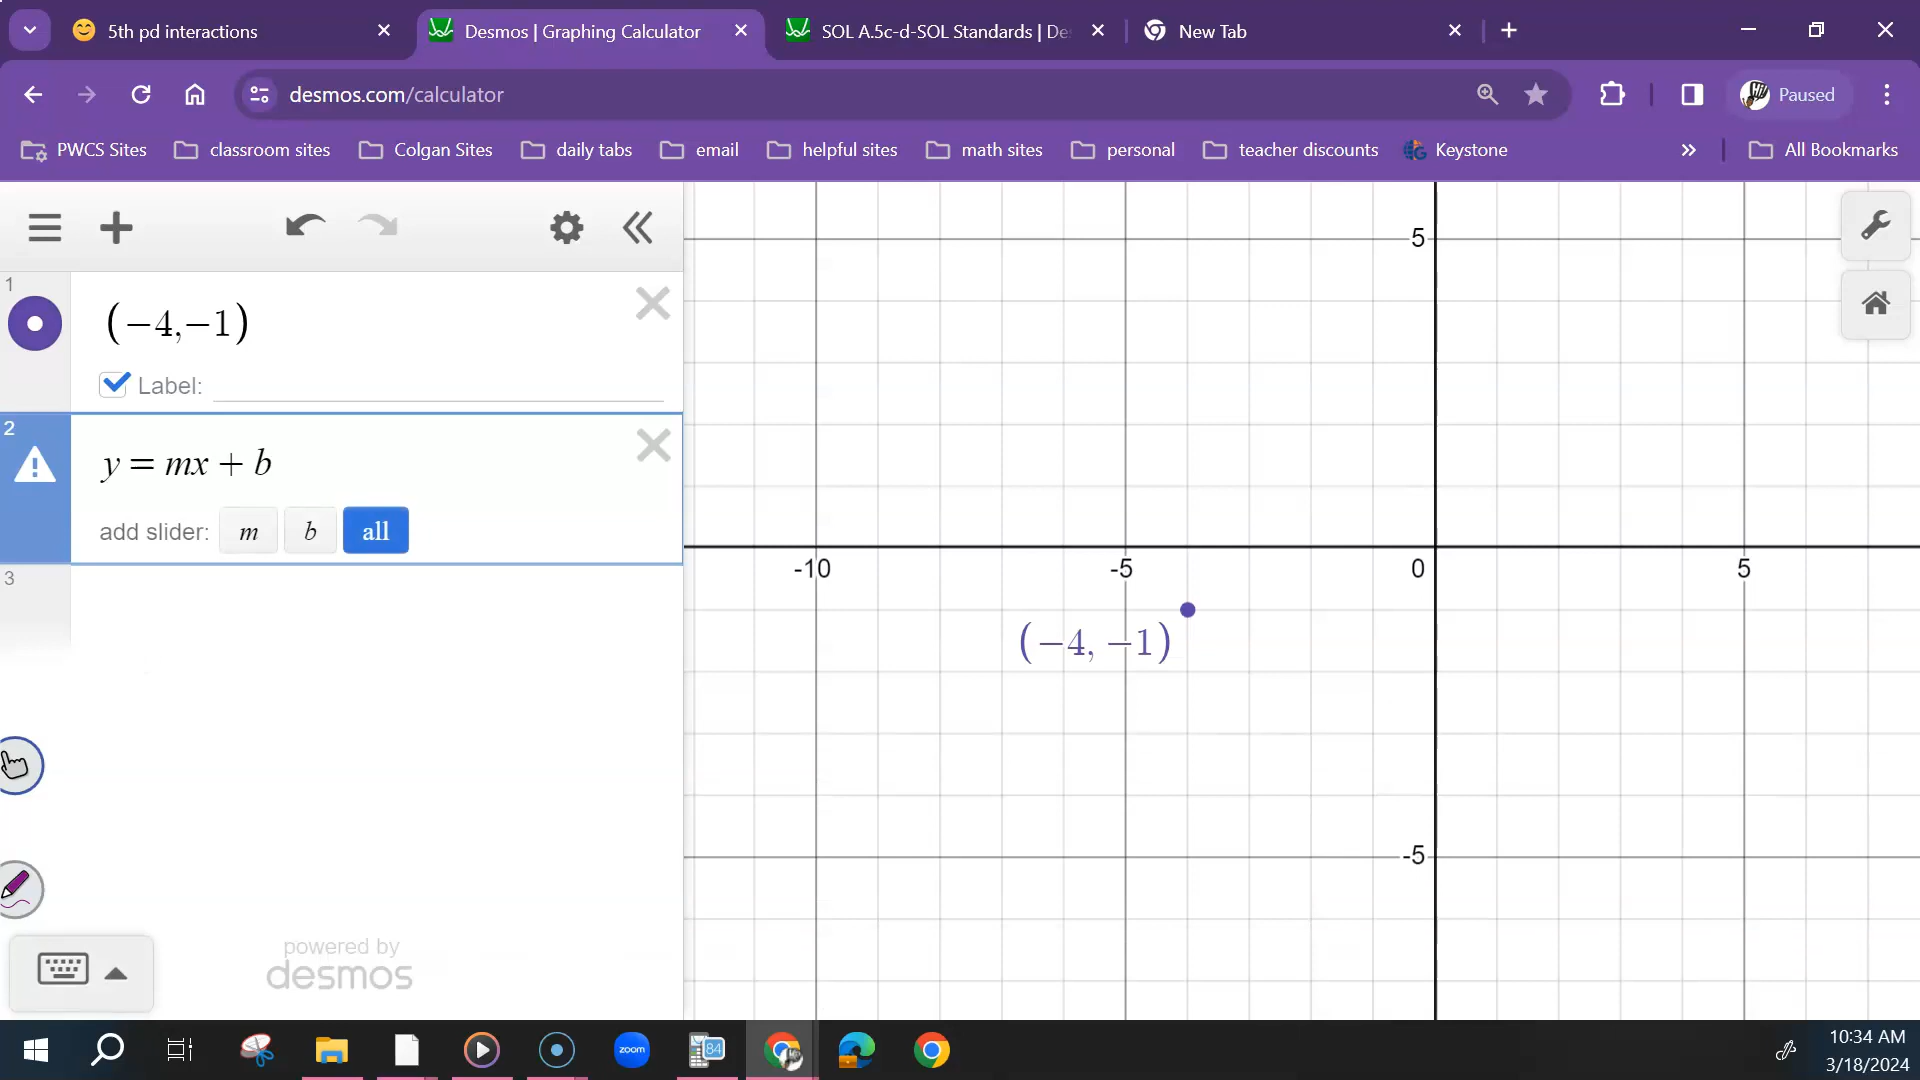 5th pd interactions
Desmos | Graphing Calculator
SOL A.5c-d-SOL Standards | De
New Tab
desmos.com/calculator
Paused
PWCS Sites
classroom sites
Colgan Sites
daily tabs
email
helpful sites
math sites
personal
teacher discounts
Keystone
All Bookmarks
1
(−4,−1)
Label:
2
y = mx + b
add slider: m b all
3
powered by
desmos
5
-10 -5 0 5
(−4, −1)
-5
zoom
84
10:34 AM
3/18/2024